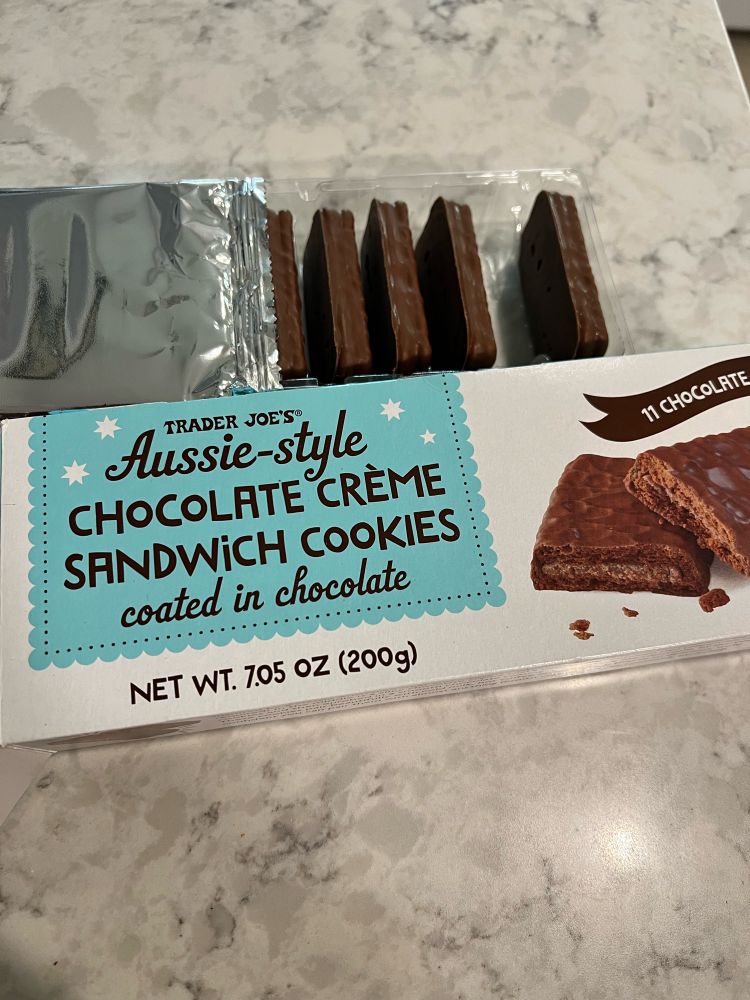 TRADER JOE'S®
Aussie-style
CHOCOLATE CRÈME
SANDWICH COOKIES
coated in chocolate
NET WT. 7.05 OZ (200g)
11 CHOCOLATE